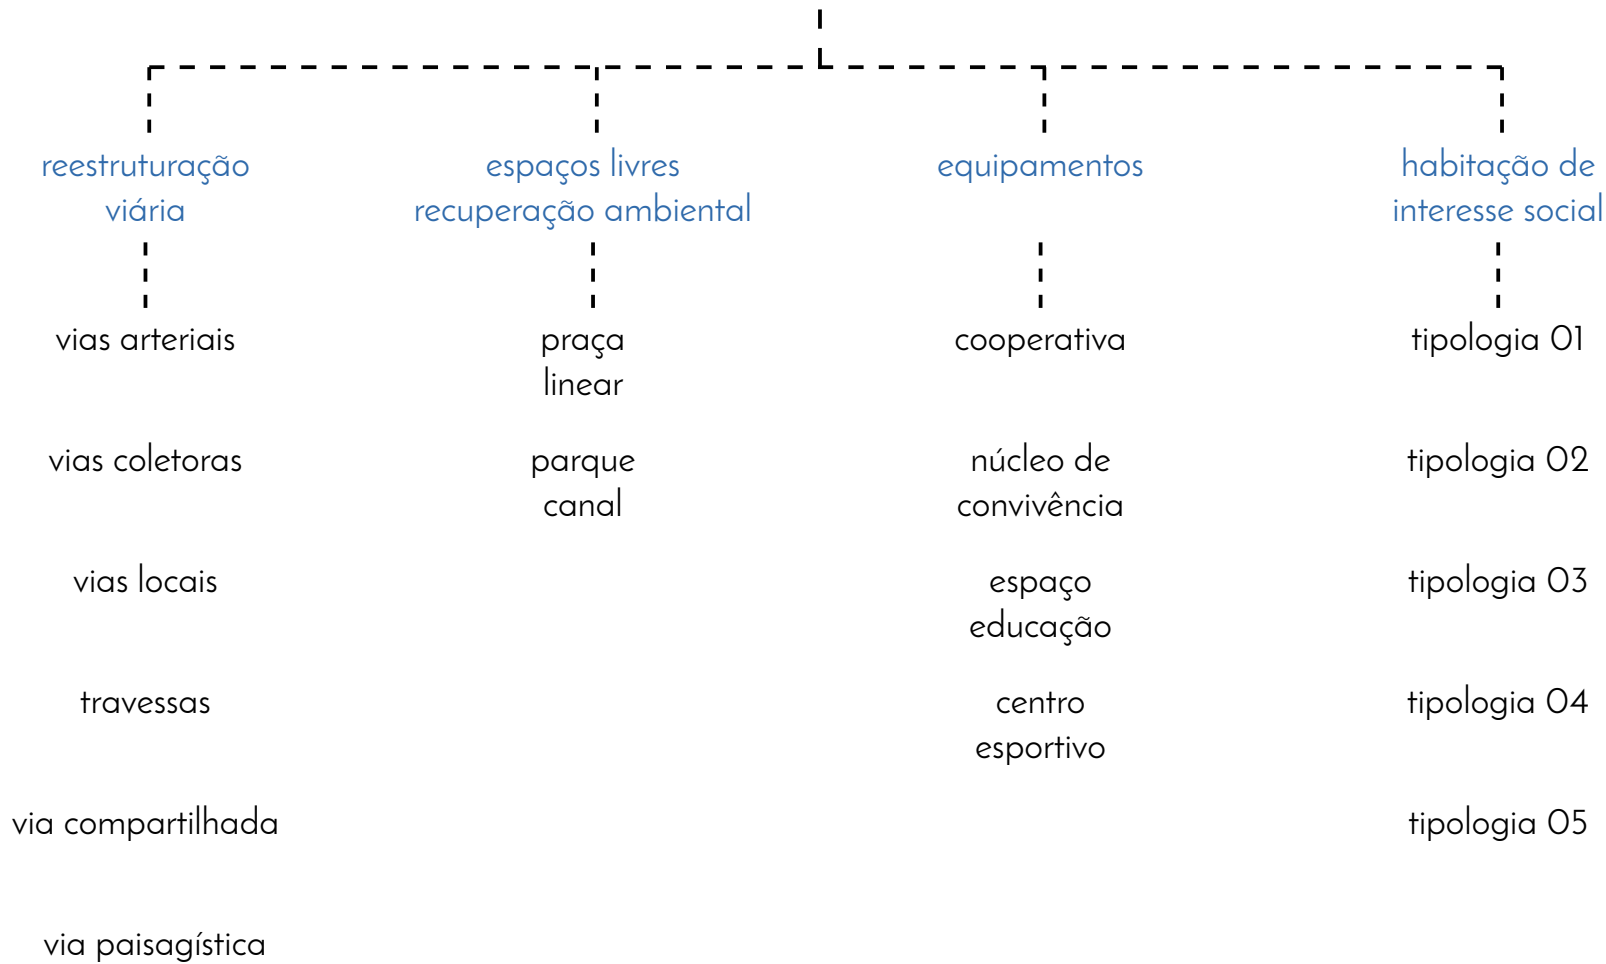 reestruturação
viária
espaços livres
recuperação ambiental
equipamentos
habitação de
interesse social
vias arteriais
vias coletoras
vias locais
travessas
via compartilhada
via paisagística
praça
linear
parque
canal
cooperativa
núcleo de
convivência
espaço
educação
centro
esportivo
tipologia 01
tipologia 02
tipologia 03
tipologia 04
tipologia 05